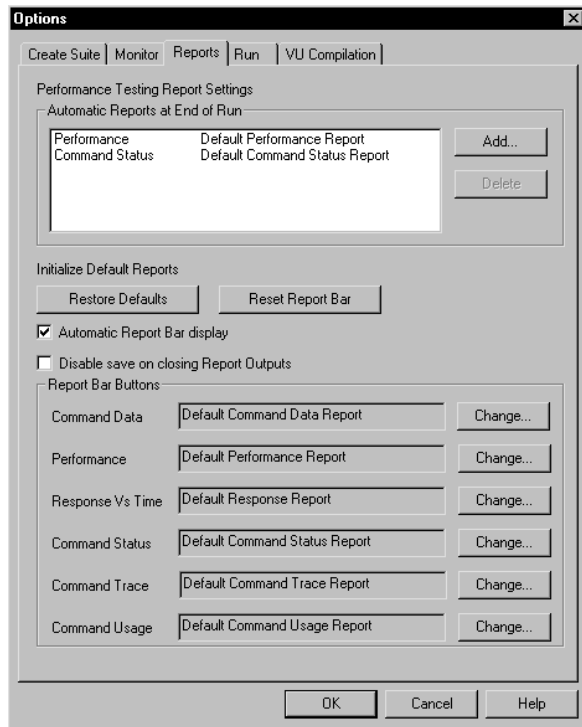 Options
Create Suite Monitor Reports Run VU Compilation
Performance Testing Report Settings
Automatic Reports at End of Run
Performance Default Performance Report
Command Status Default Command Status Report
Add...
Delete
Initialize Default Reports
Restore Defaults Reset Report Bar
Automatic Report Bar display
Disable save on closing Report Outputs
Report Bar Buttons
Command Data Default Command Data Report Change...
Performance Default Performance Report Change...
Response Vs Time Default Response Report Change...
Command Status Default Command Status Report Change...
Command Trace Default Command Trace Report Change...
Command Usage Default Command Usage Report Change...
OK Cancel Help